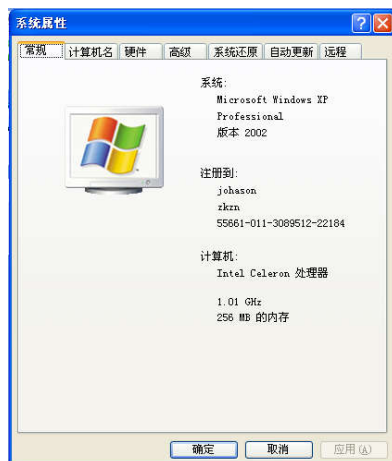 系统属性
常规 计算机名 硬件 高级 系统还原 自动更新 远程
系统:
Microsoft Windows XP
Professional
版本 2002
注册到:
johason
zkzn
55661-011-3089512-22184
计算机:
Intel Celeron 处理器
1.01 GHz
256 MB 的内存
确定 取消 应用(A)